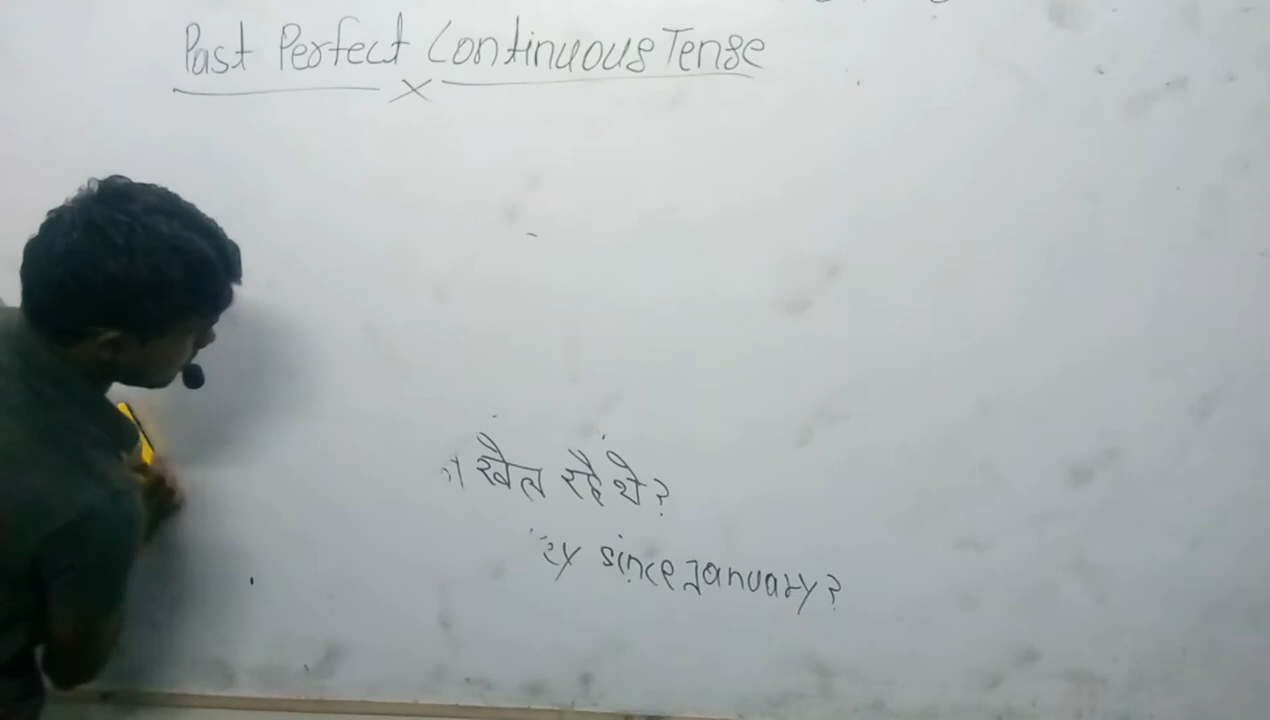 Past Perfect Continuous Tense
खेल रहे थे?
since January?